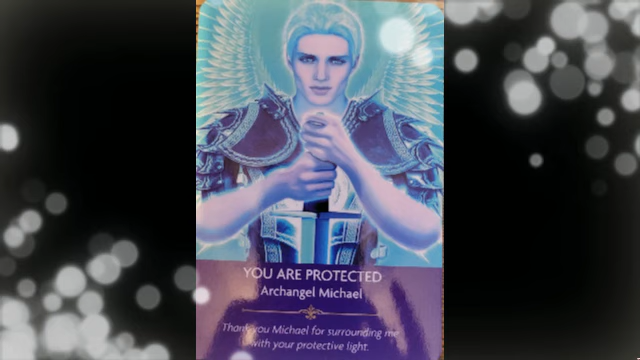 YOU ARE PROTECTED
Archangel Michael
Thank you Michael for surrounding me
with your protective light.